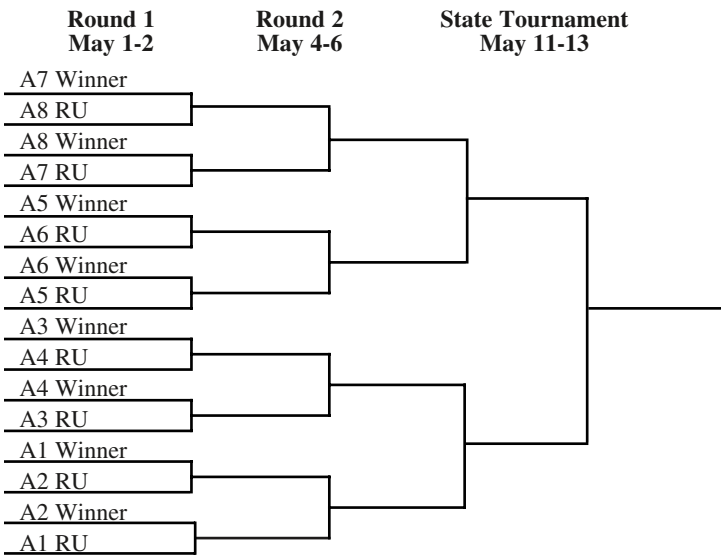 Round 1 Round 2 State Tournament
May 1-2 May 4-6 May 11-13
A7 Winner
A8 RU
A8 Winner
A7 RU
A5 Winner
A6 RU
A6 Winner
A5 RU
A3 Winner
A4 RU
A4 Winner
A3 RU
A1 Winner
A2 RU
A2 Winner
A1 RU